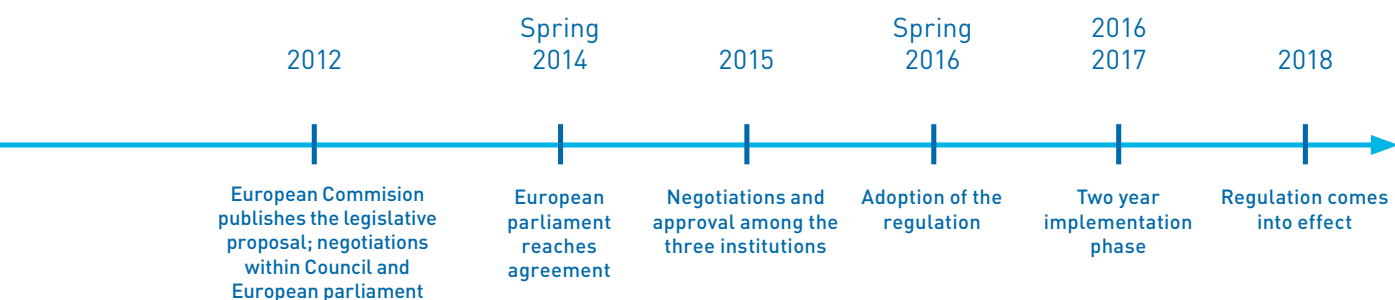 2012
Spring
2014
2015
Spring
2016
2016
2017
2018
European Commision
publishes the legislative
proposal; negotiations
within Council and
European parliament
European
parliament
reaches
agreement
Negotiations and
approval among the
three institutions
Adoption of the
regulation
Two year
implementation
phase
Regulation comes
into effect